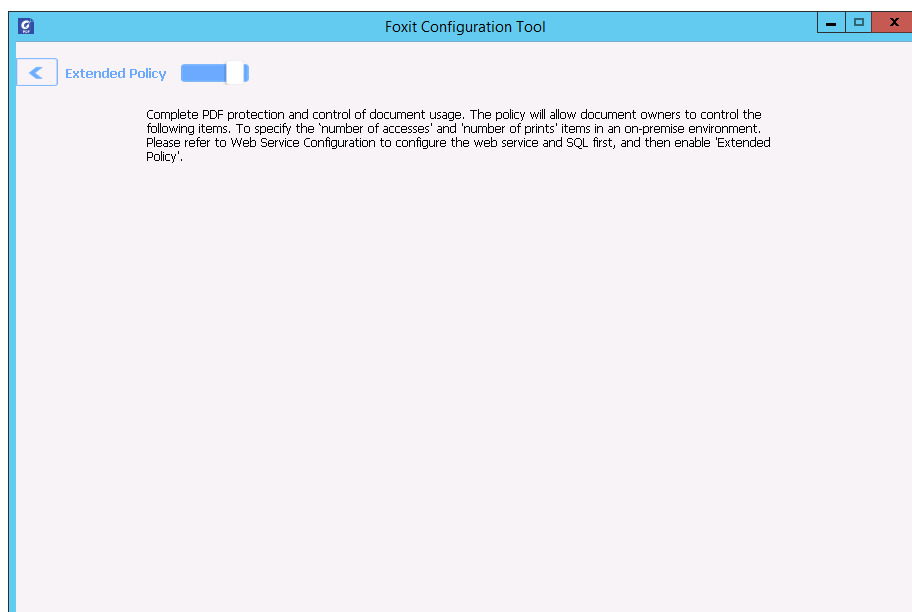 Foxit Configuration Tool
Extended Policy
Complete PDF protection and control of document usage. The policy will allow document owners to control the
following items. To specify the 'number of accesses' and 'number of prints' items in an on-premise environment.
Please refer to Web Service Configuration to configure the web service and SQL first, and then enable 'Extended
Policy'.